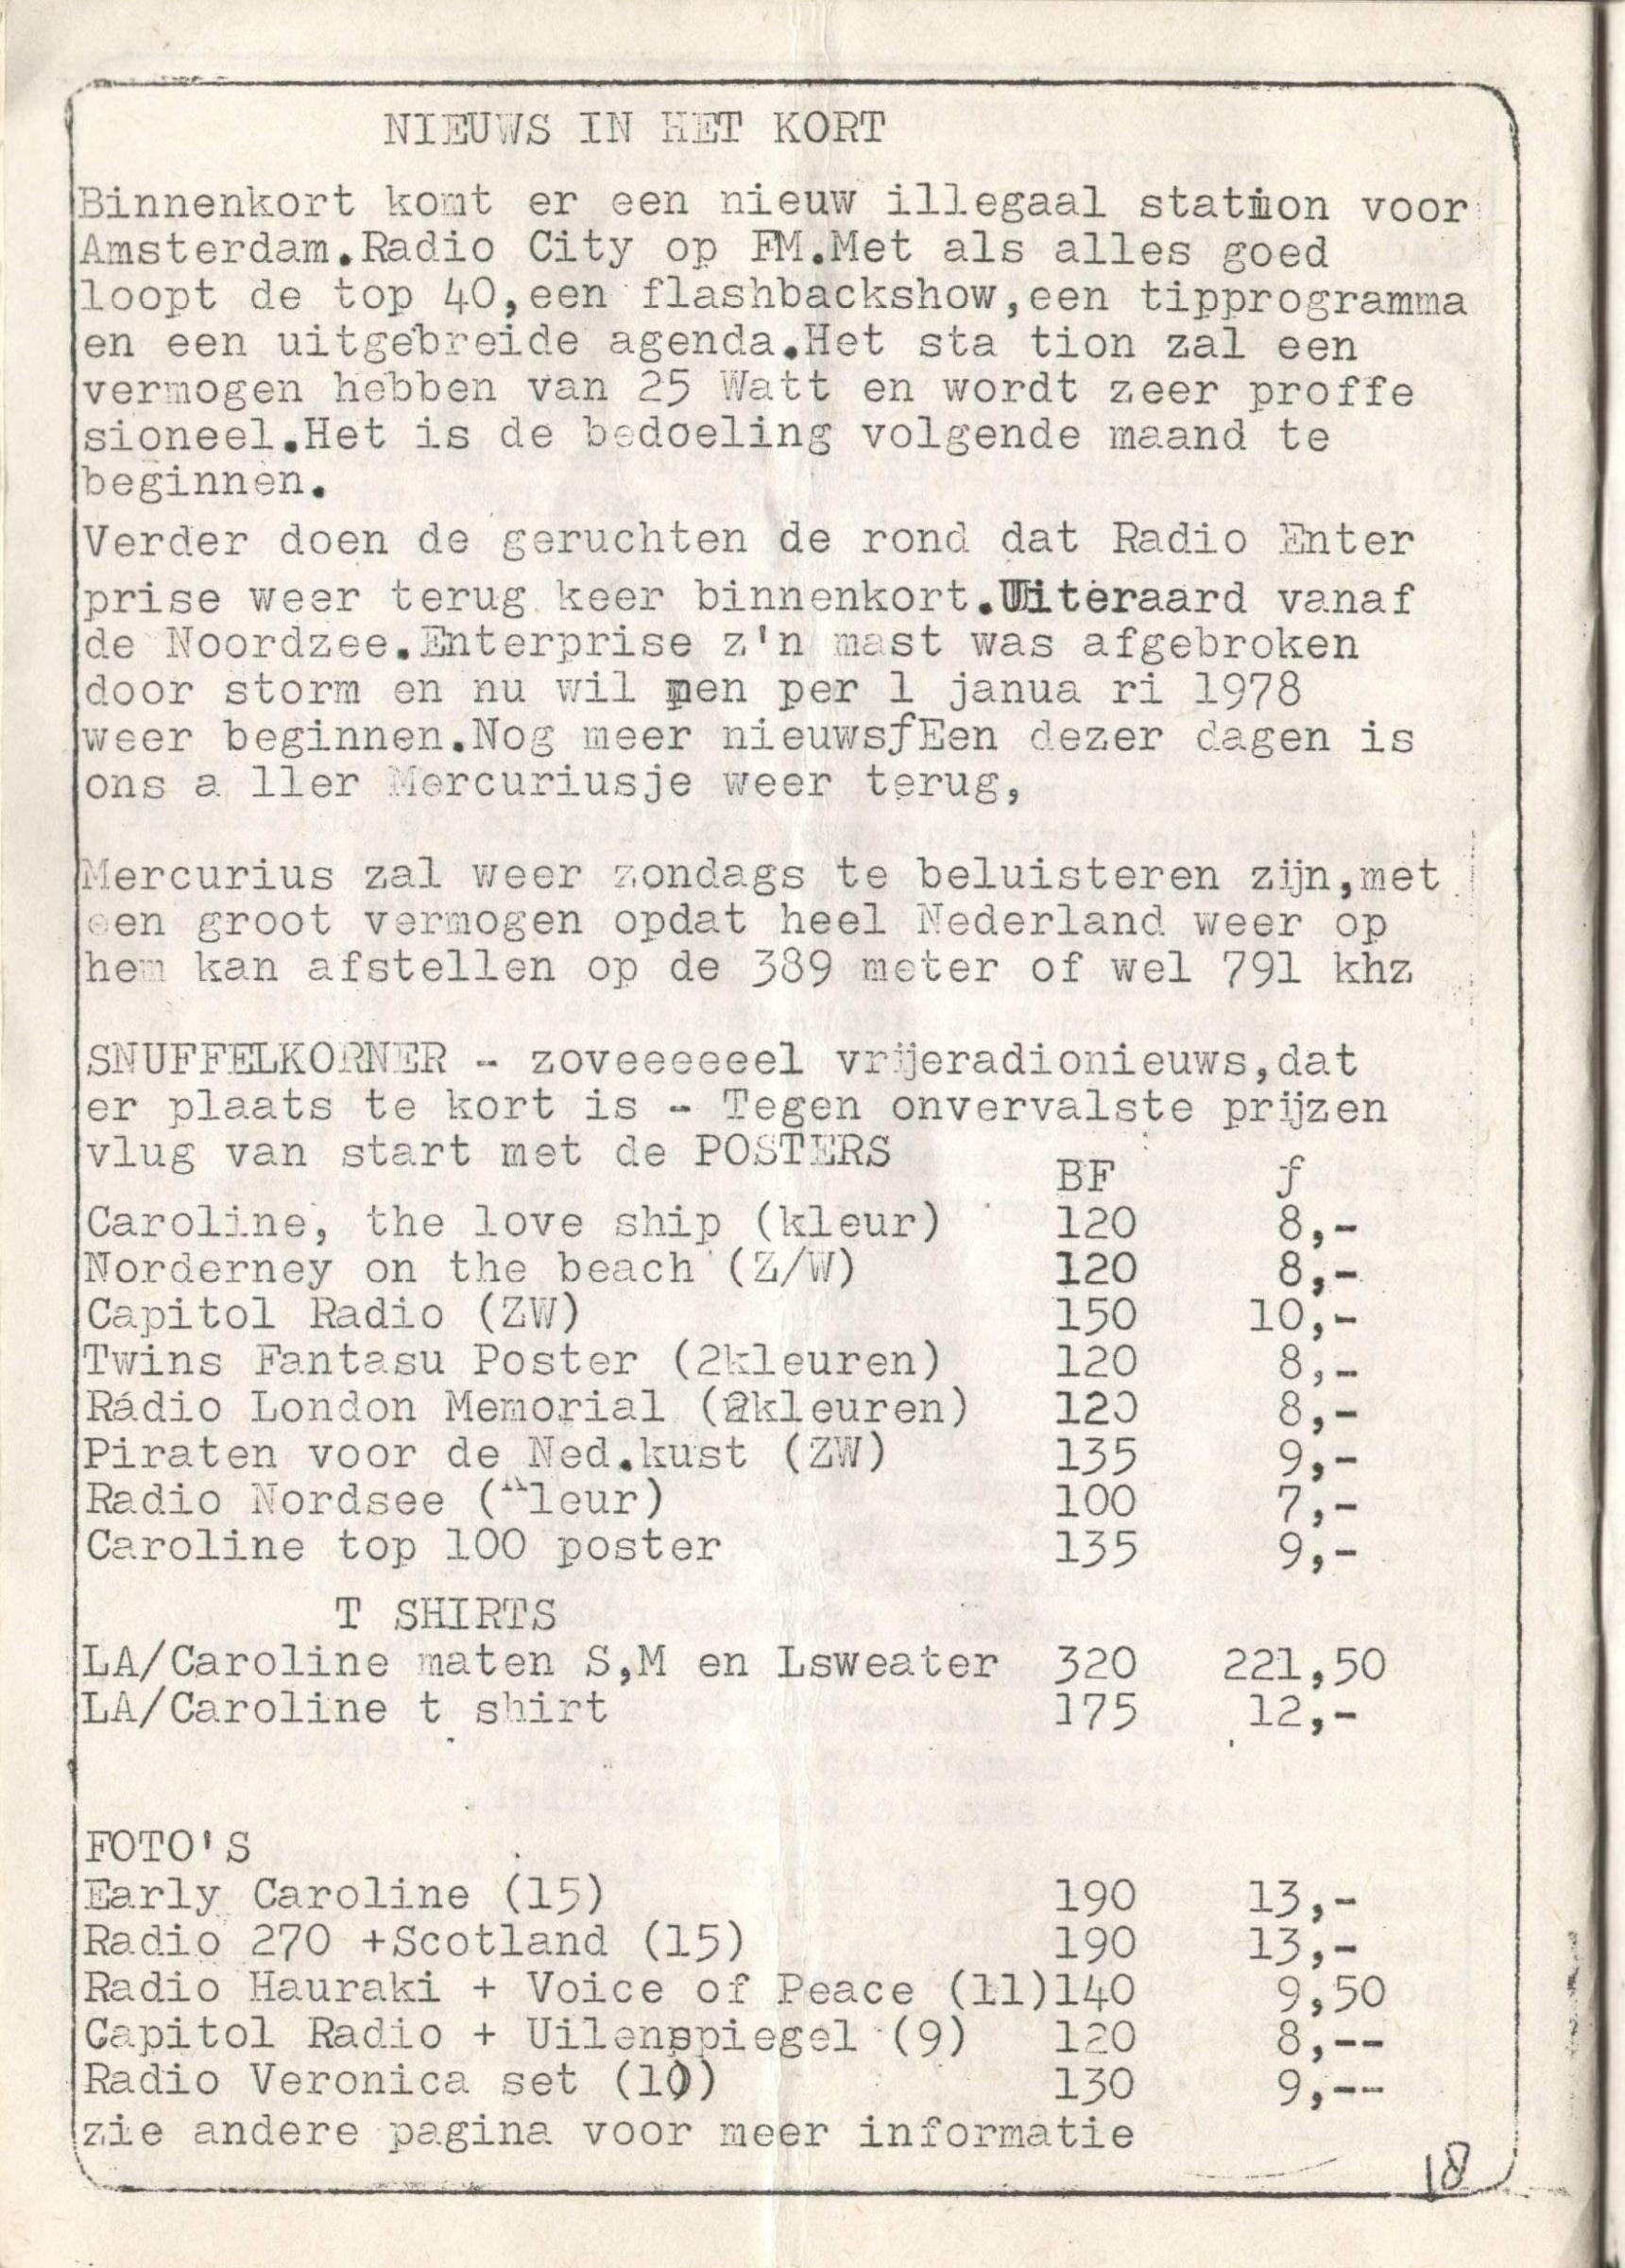 NIEUWS IN HET KORT
Binnenkort komt er een nieuw illegaal station voor
Amsterdam.Radio City op FM.Met als alles goed
loopt de top 40,een flashbackshow,een tipprogramma
en een uitgebreide agenda.Het sta tion zal een
vermogen hebben van 25 Watt en wordt zeer proffe
sioneel.Het is de bedoeling volgende maand te
beginnen.
Verder doen de geruchten de rond dat Radio Enter
prise weer terug keer binnenkort.Uiteraard vanaf
de Noordzee.Enterprise z'n mast was afgebroken
door storm en nu wil men per 1 janua ri 1978
weer beginnen.Nog meer nieuwsƒEen dezer dagen is
ons a ller Mercuriusje weer terug,
Mercurius zal weer zondags te beluisteren zijn,met
een groot vermogen opdat heel Nederland weer op
hem kan afstellen op de 389 meter of wel 791 khz
SNUFFELKORNER - zoveeeeeel vrijeradionieuws,dat
er plaats te kort is - Tegen onvervalste prijzen
vlug van start met de POSTERS
BF ƒ
Caroline, the love ship (kleur) 120 8,-
Norderney on the beach (Z/W) 120 8,-
Capitol Radio (ZW) 150 10,-
Twins Fantasu Poster (2kleuren) 120 8,-
Rádio London Memorial (2kleuren) 120 8,-
Piraten voor de Ned.kust (ZW) 135 9,-
Radio Nordsee (Kleur) 100 7,-
Caroline top 100 poster 135 9,-
T SHIRTS
LA/Caroline maten S,M en Lsweater 320 221,50
LA/Caroline t shirt 175 12,-
FOTO'S
Early Caroline (15) 190 13,-
Radio 270 +Scotland (15) 190 13,-
Radio Hauraki + Voice of Peace (11)140 9,50
Capitol Radio + Uilenspiegel (9) 120 8,--
Radio Veronica set (10) 130 9,--
zie andere pagina voor meer informatie
18